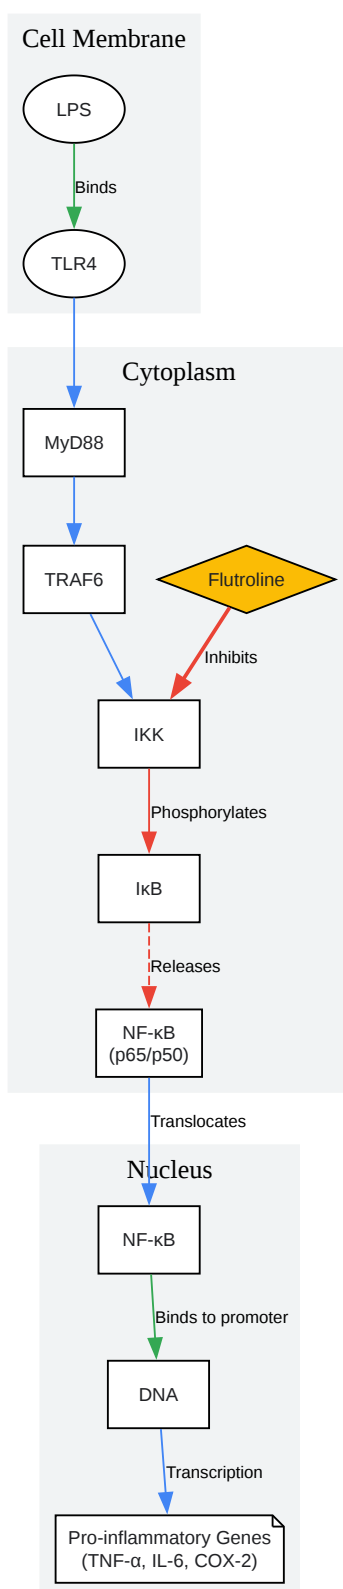 Cell Membrane
LPS
Binds
TLR4
Cytoplasm
MyD88
TRAF6
Flutroline
Inhibits
IKK
Phosphorylates
IκB
Releases
NF-κB
(p65/p50)
Translocates
Nucleus
NF-κB
Binds to promoter
DNA
Transcription
Pro-inflammatory Genes
(TNF-α, IL-6, COX-2)